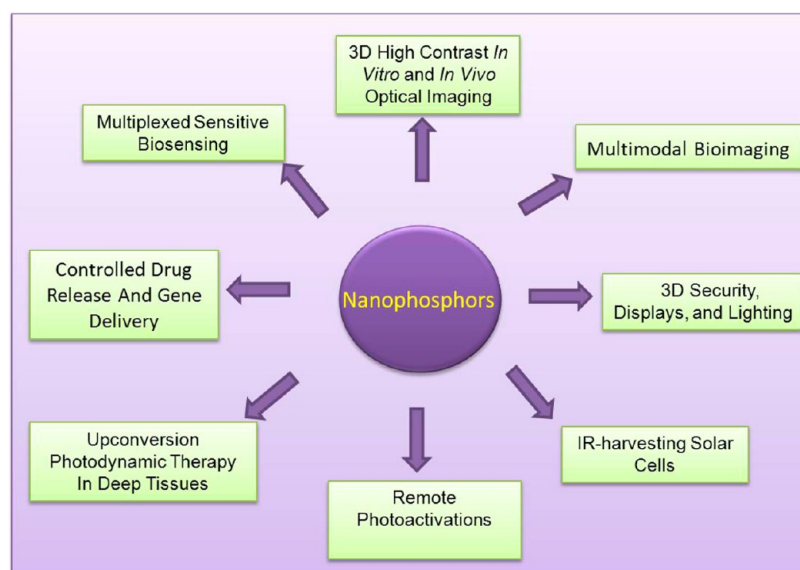 3D High Contrast In
Vitro and In Vivo
Optical Imaging
Multiplexed Sensitive
Biosensing
Multimodal Bioimaging
Controlled Drug
Release And Gene
Delivery
Nanophosphors
3D Security,
Displays, and Lighting
Upconversion
Photodynamic Therapy
In Deep Tissues
IR-harvesting Solar
Cells
Remote
Photoactivations